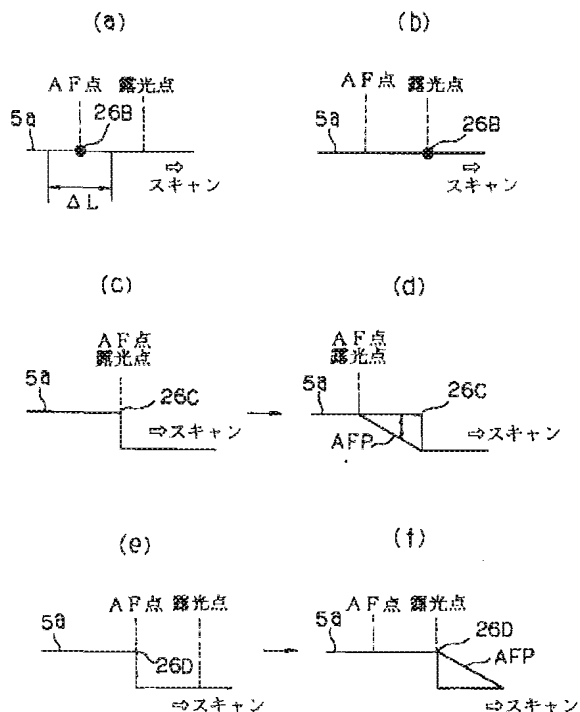 (a)
AF点 露光点
5a
26B
⇨
スキャン
ΔL
(b)
AF点 露光点
5a
26B
⇨
スキャン
(c)
AF点
露光点
5a
26C
⇨スキャン
(d)
AF点
露光点
5a
26C
⇨スキャン
AFP
(e)
AF点 露光点
5a
26D
⇨スキャン
(f)
AF点 露光点
5a
26D
AFP
⇨スキャン